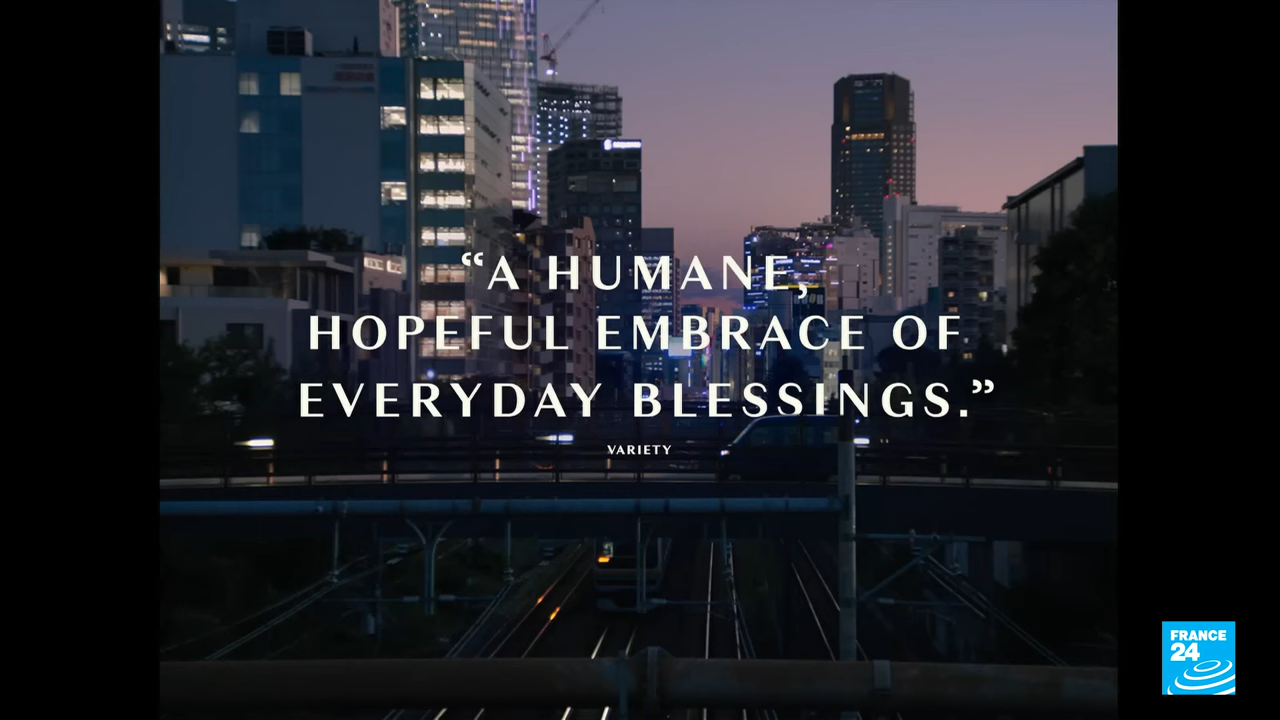 “A HUMANE,
HOPEFUL EMBRACE OF
EVERYDAY BLESSINGS.”
VARIETY
FRANCE
24